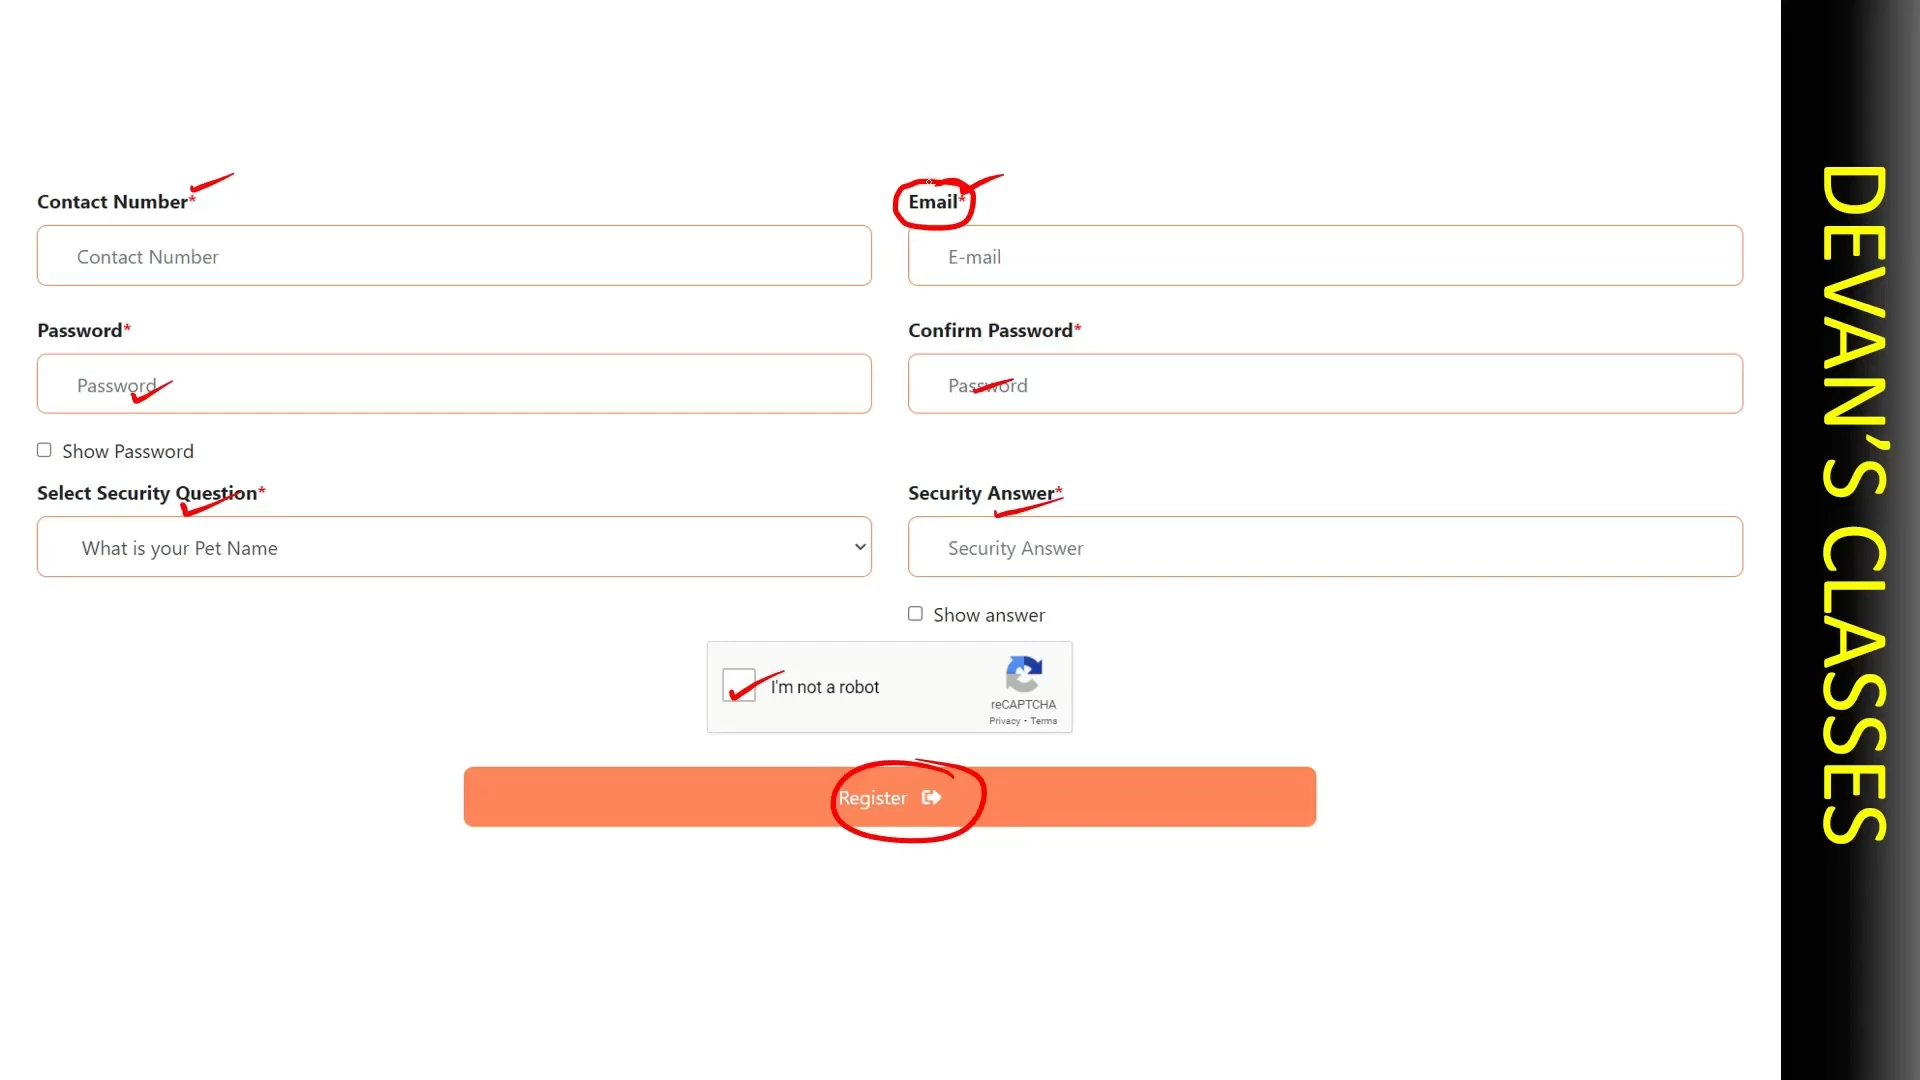 Contact Number*
Email*
Contact Number
E-mail
Password*
Confirm Password*
Password
Password
Show Password
Select Security Question*
Security Answer*
What is your Pet Name
Security Answer
Show answer
I'm not a robot
reCAPTCHA
Privacy - Terms
Register
DEVAN'S CLASSES